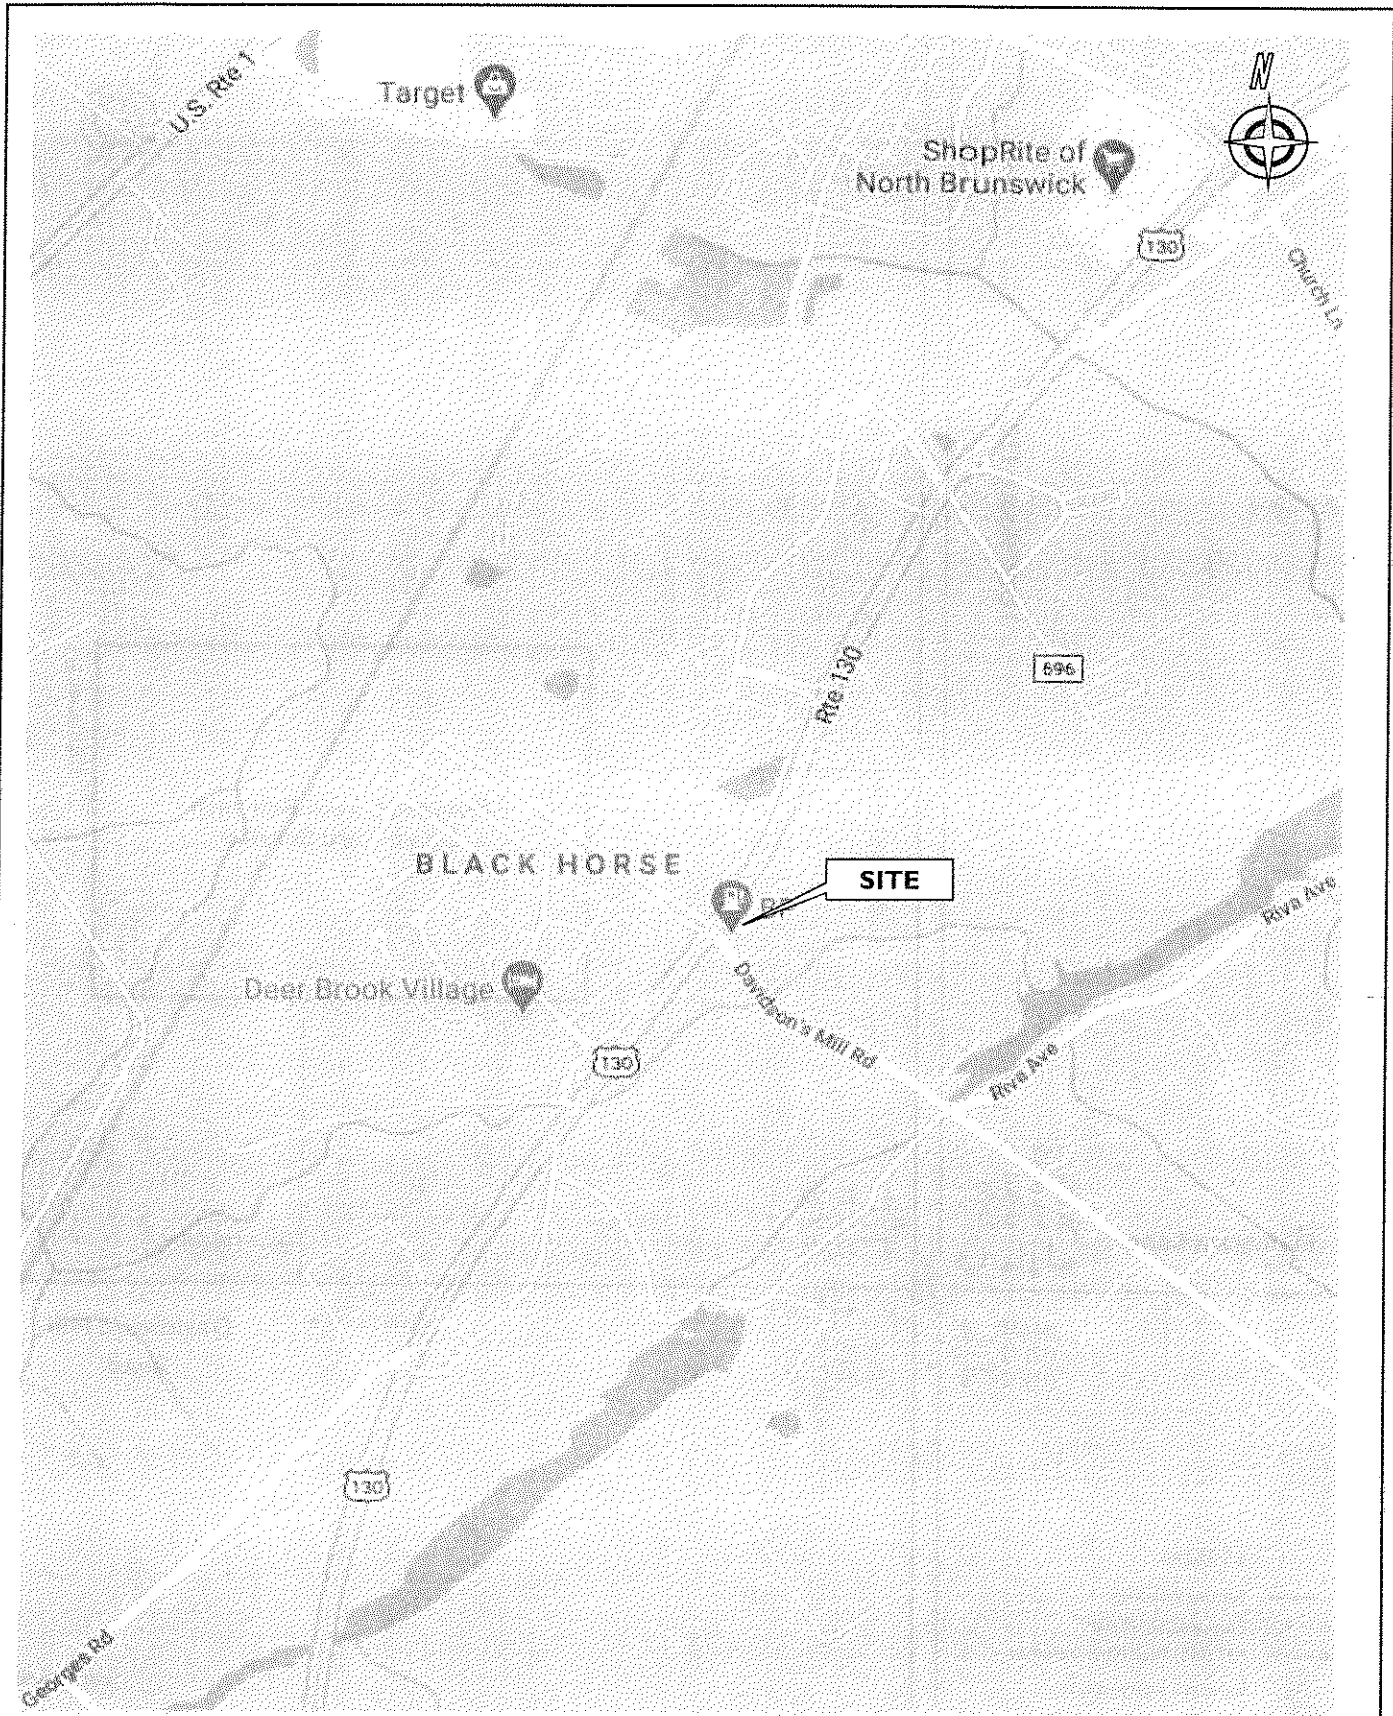 U.S. Rte 1
Target
N
ShopRite of
North Brunswick
130
Church Ln
Rte 130
696
BLACK HORSE
SITE
BP
Riva Ave
Deer Brook Village
Davidson's Mill Rd
130
Riva Ave
130
Georges Rd